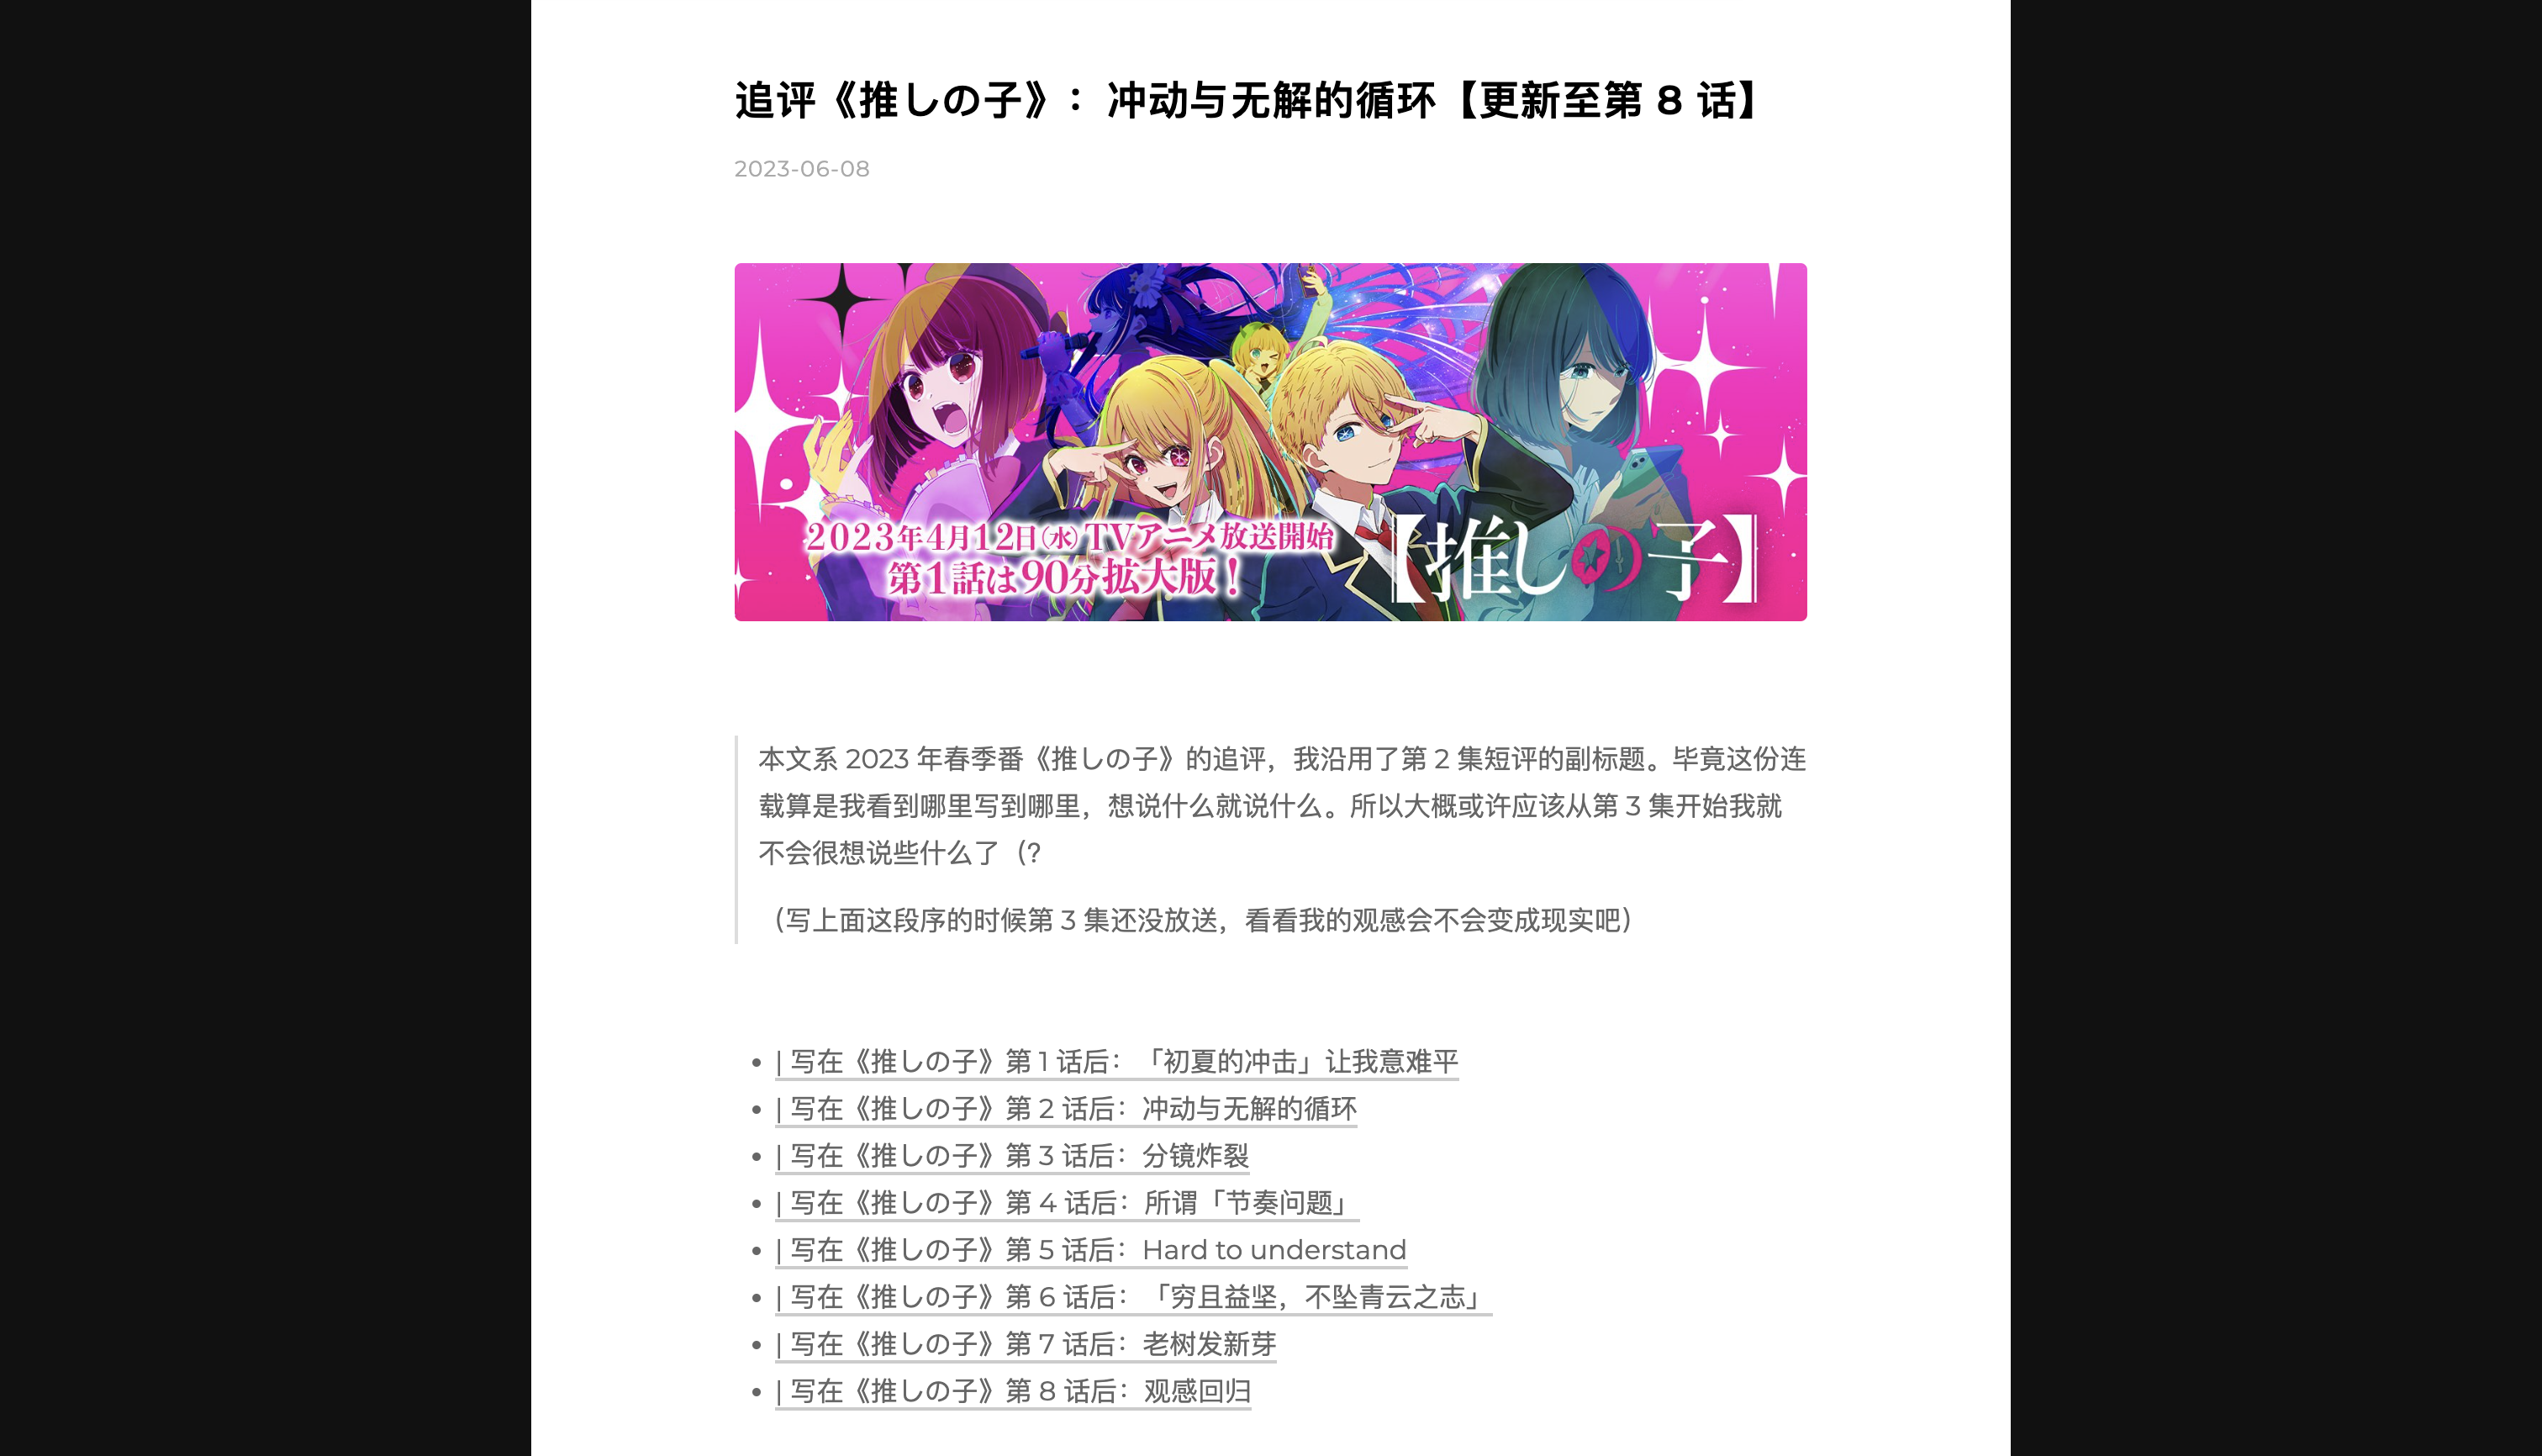 追评《推しの子》：冲动与无解的循环【更新至第 8 话】
2023-06-08
2023年4月12日(水)TVアニメ放送開始
第1話は90分拡大版！
【推しの子】
本文系 2023 年春季番《推しの子》的追评，我沿用了第 2 集短评的副标题。毕竟这份连
载算是我看到哪里写到哪里，想说什么就说什么。所以大概或许应该从第 3 集开始我就
不会很想说些什么了（?
（写上面这段序的时候第 3 集还没放送，看看我的观感会不会变成现实吧）
• | 写在《推しの子》第 1 话后：「初夏的冲击」让我意难平
• | 写在《推しの子》第 2 话后：冲动与无解的循环
• | 写在《推しの子》第 3 话后：分镜炸裂
• | 写在《推しの子》第 4 话后：所谓「节奏问题」
• | 写在《推しの子》第 5 话后：Hard to understand
• | 写在《推しの子》第 6 话后：「穷且益坚，不坠青云之志」
• | 写在《推しの子》第 7 话后：老树发新芽
• | 写在《推しの子》第 8 话后：观感回归